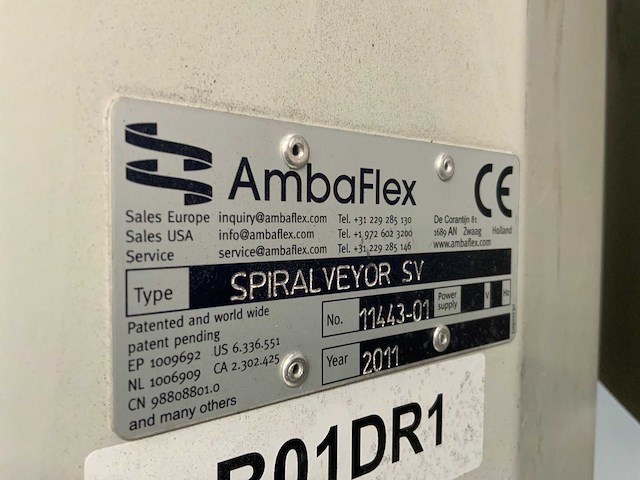 AmbaFlex
CE
Sales Europe inquiry@ambaflex.com Tel. +31 229 285 130 De Corantijn 81
Sales USA info@ambaflex.com Tel. +1 972 602 3200 1689 AN Zwaag Holland
Service service@ambaflex.com Tel. +31 229 285 146 www.ambaflex.com
Type SPIRALVEYOR SV
Patented and world wide
patent pending
EP 1009692 US 6.336.551
NL 1006909 CA 2.302.425
CN 98808801.0
and many others
No. 11443-01 Power supply V Hz
Year 2011
B01DR1